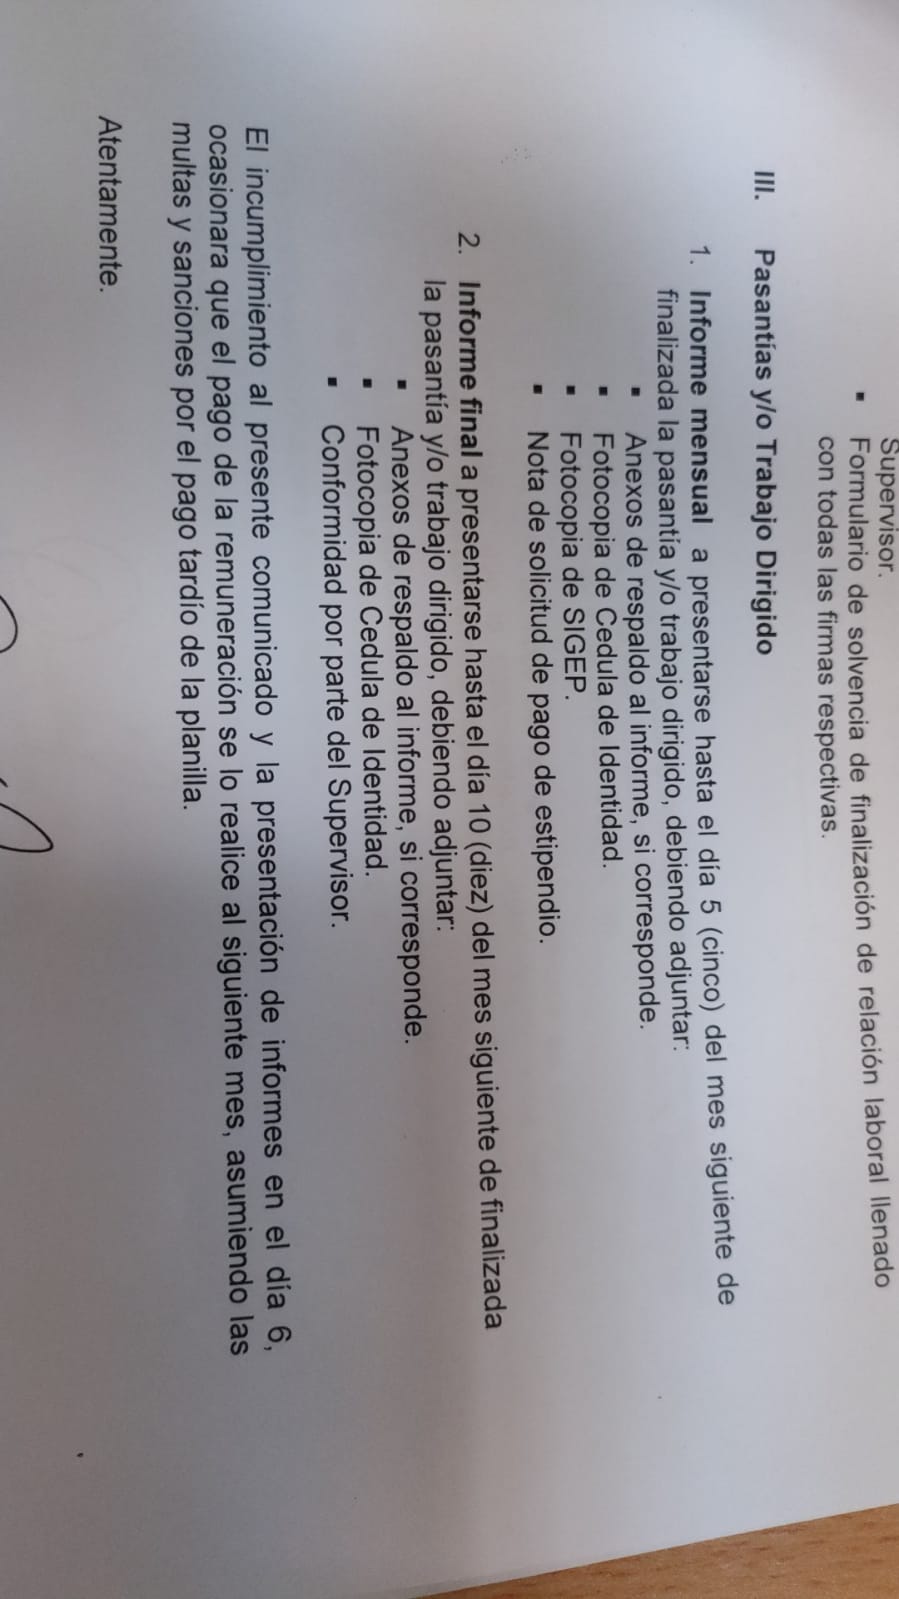 Supervisor.
▪ Formulario de solvencia de finalización de relación laboral llenado
con todas las firmas respectivas.
III. Pasantías y/o Trabajo Dirigido
1. Informe mensual a presentarse hasta el día 5 (cinco) del mes siguiente de
finalizada la pasantía y/o trabajo dirigido, debiendo adjuntar:
▪ Anexos de respaldo al informe, si corresponde.
▪ Fotocopia de Cedula de Identidad.
▪ Fotocopia de SIGEP.
▪ Nota de solicitud de pago de estipendio.
2. Informe final a presentarse hasta el día 10 (diez) del mes siguiente de finalizada
la pasantía y/o trabajo dirigido, debiendo adjuntar:
▪ Anexos de respaldo al informe, si corresponde.
▪ Fotocopia de Cedula de Identidad.
▪ Conformidad por parte del Supervisor.
El incumplimiento al presente comunicado y la presentación de informes en el día 6,
ocasionara que el pago de la remuneración se lo realice al siguiente mes, asumiendo las
multas y sanciones por el pago tardío de la planilla.
Atentamente.